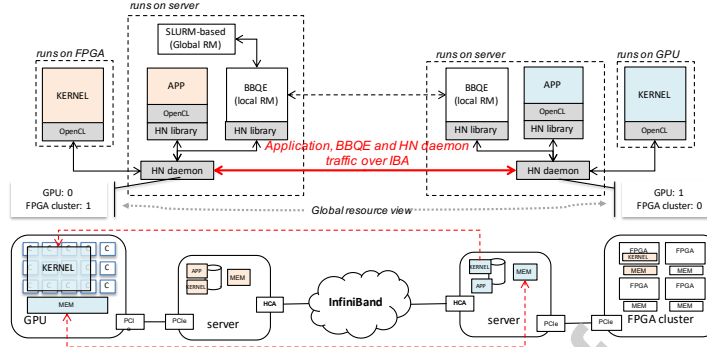 runs on server
SLURM-based
(Global RM)
runs on FPGA
KERNEL
OpenCL
APP
OpenCL
HN library
BBQE
(local RM)
HN library
HN daemon
runs on server
BBQE
(local RM)
HN library
APP
OpenCL
HN library
HN daemon
runs on GPU
KERNEL
OpenCL
Application, BBQE and HN daemon
traffic over IBA
GPU: 0
FPGA cluster: 1
GPU: 1
FPGA cluster: 0
Global resource view
C C C C C
C C
C C
KERNEL
MEM
GPU
PCI
e
PCIe
APP
KERNEL
MEM
server
HCA
InfiniBand
HCA
KERNEL
APP
MEM
server
PCIe
PCIe
FPGA
KERNEL
MEM
FPGA
MEM
FPGA
MEM
FPGA
MEM
FPGA cluster